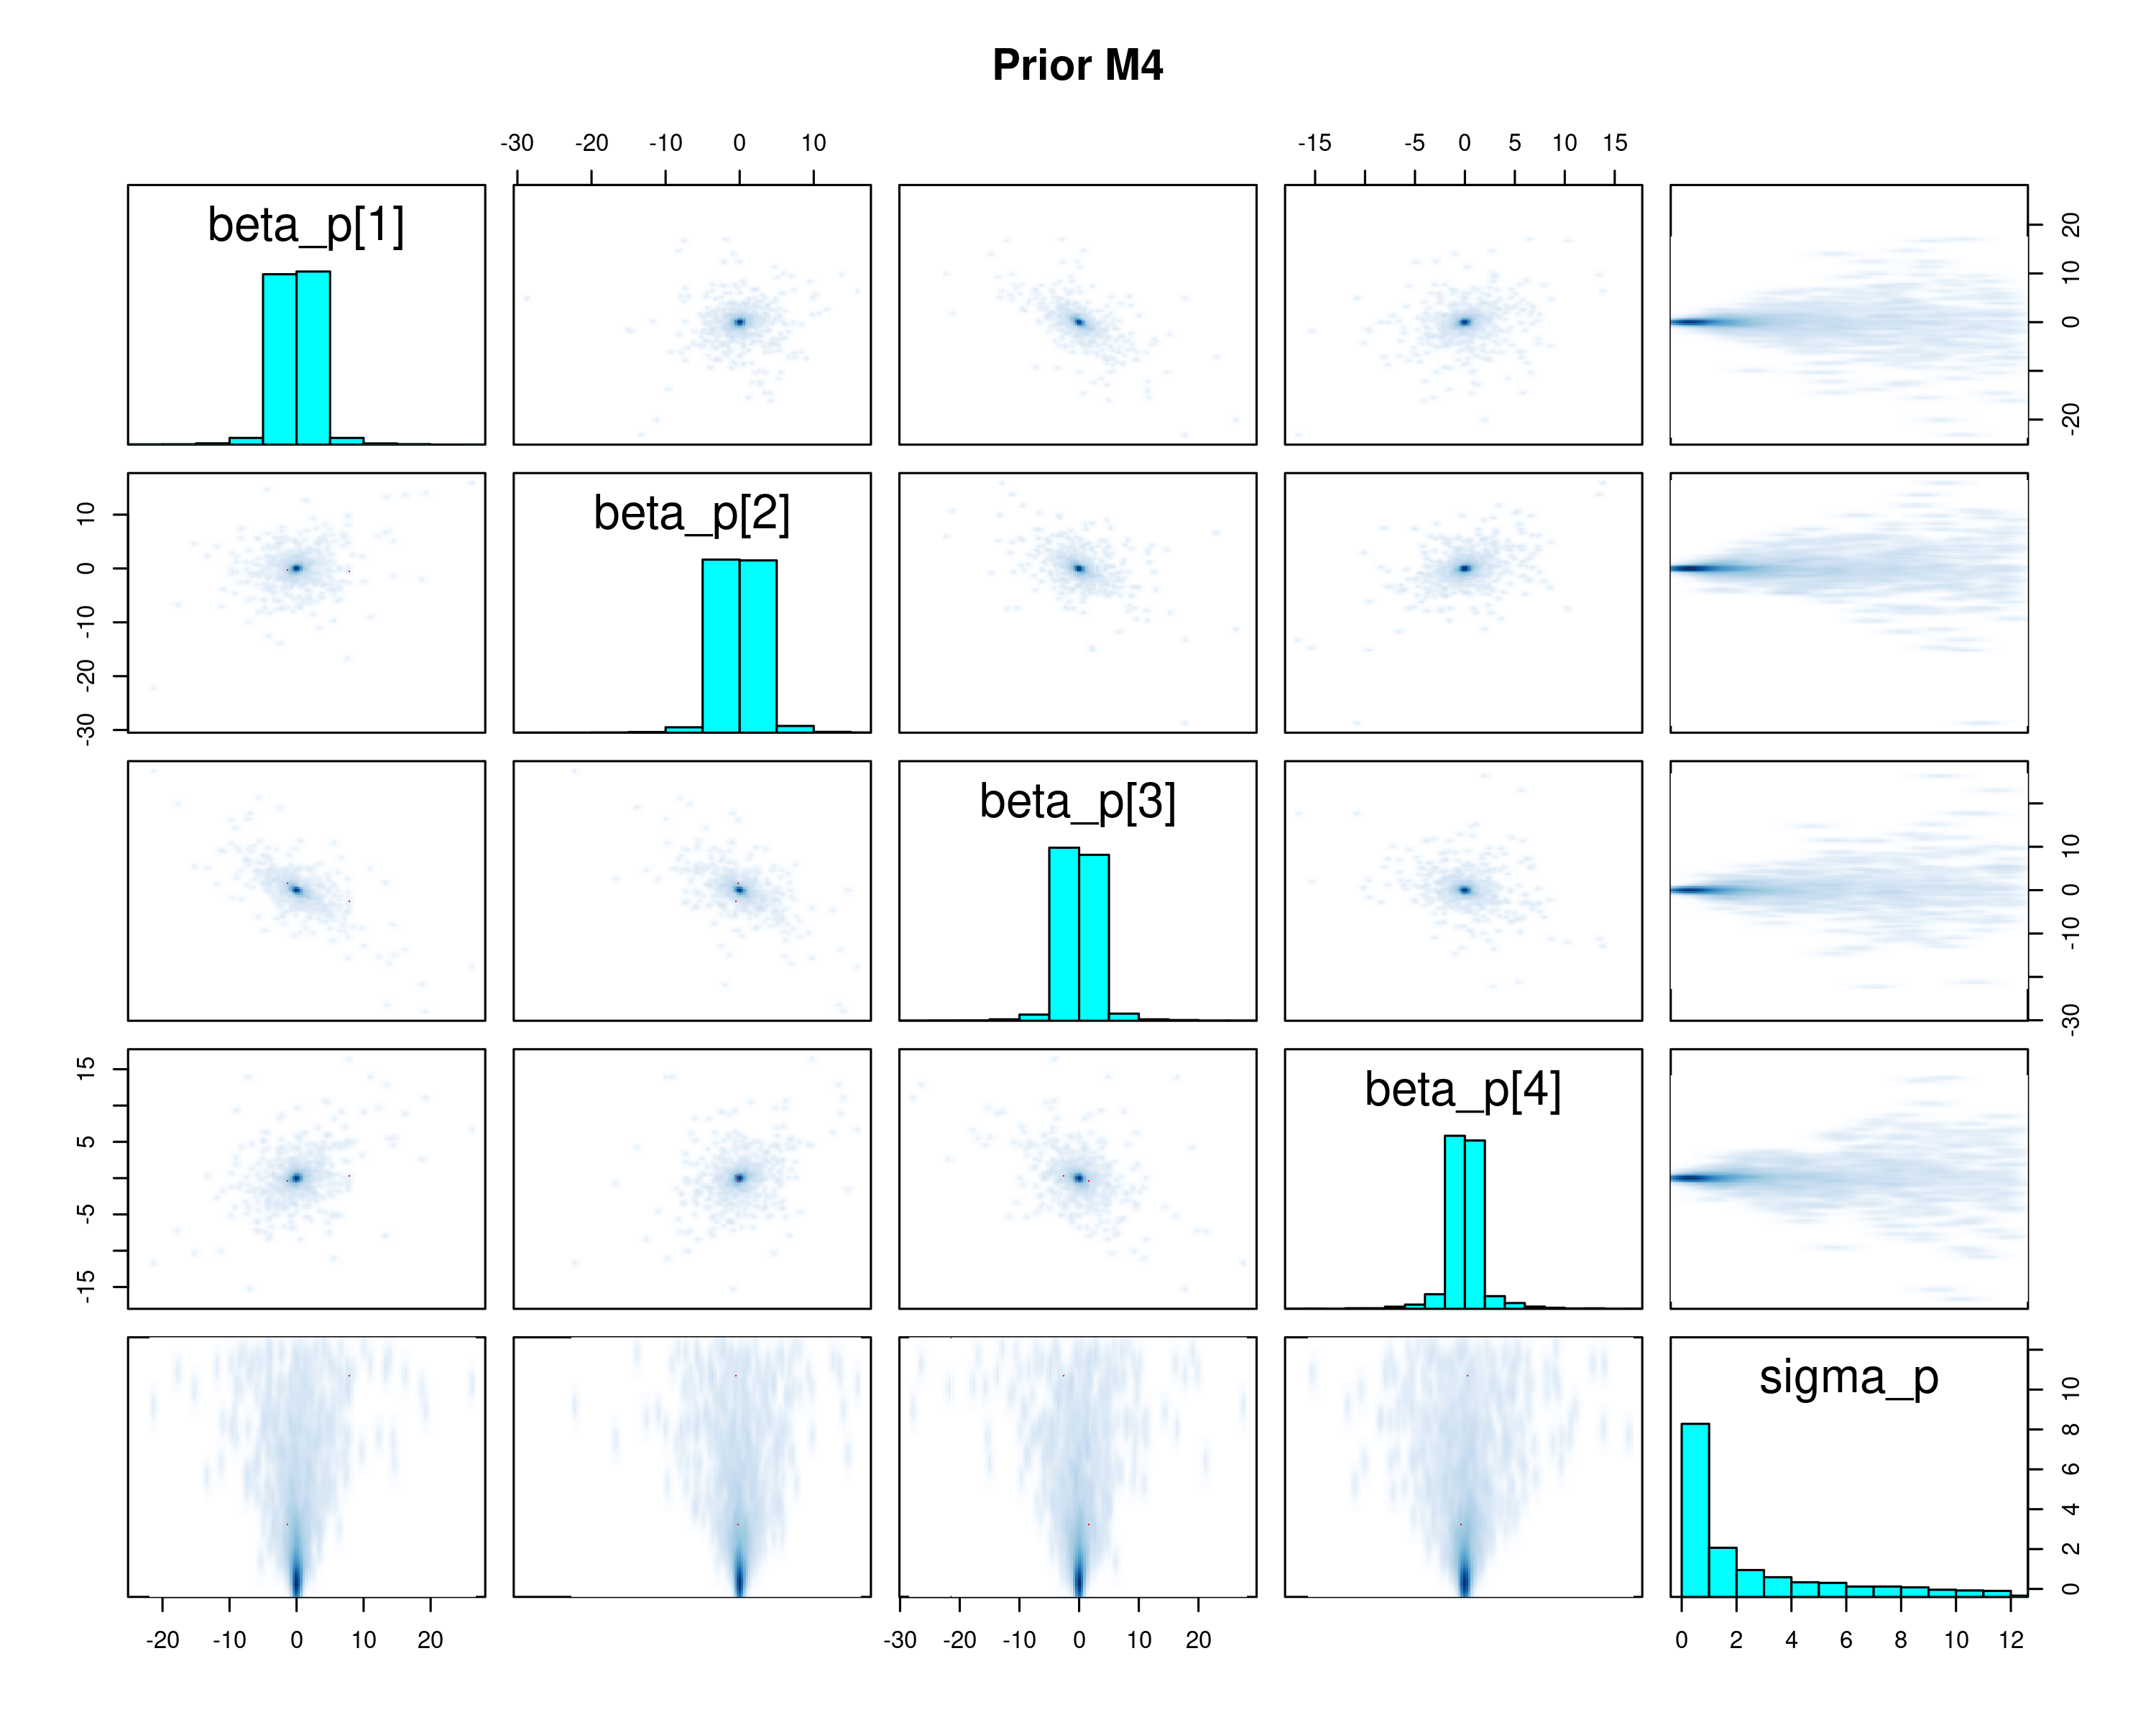 Prior M4
-30 -20 -10 0 10 -15 -5 0 5 10 15
beta_p[1]
20 10 0 -20
beta_p[2]
10 0 -10 -20 -30
beta_p[3]
10 0 -10 -30
beta_p[4]
15 5 -5 -15
sigma_p
10 8 6 4 2 0
-20 -10 0 10 20 -30 -20 -10 0 10 20 0 2 4 6 8 10 12